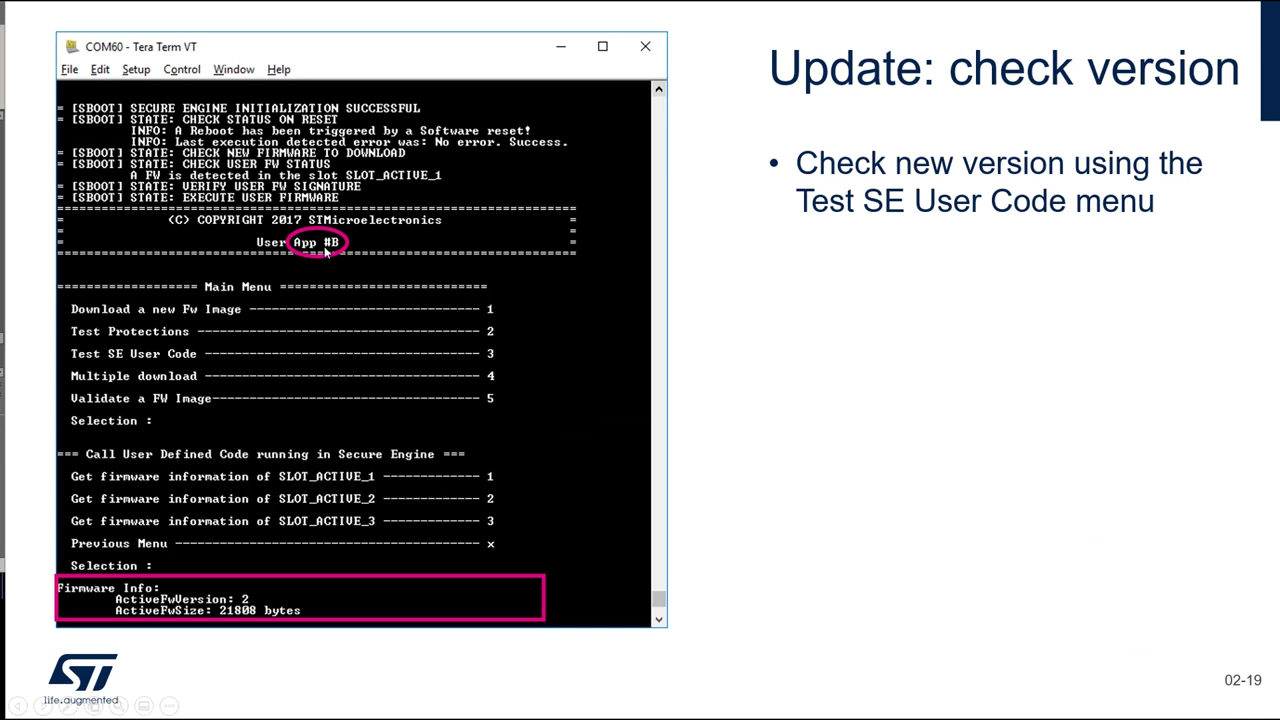 COM60 - Tera Term VT
File Edit Setup Control Window Help
= [SBOOT] SECURE ENGINE INITIALIZATION SUCCESSFUL
= [SBOOT] STATE: CHECK STATUS ON RESET
INFO: A Reboot has been triggered by a Software reset!
INFO: Last execution detected error was: No error. Success.
= [SBOOT] STATE: CHECK NEW FIRMWARE TO DOWNLOAD
= [SBOOT] STATE: CHECK USER FW STATUS
A FW is detected in the slot SLOT_ACTIVE_1
= [SBOOT] STATE: VERIFY USER FW SIGNATURE
= [SBOOT] STATE: EXECUTE USER FIRMWARE
======================================================================
= (C) COPYRIGHT 2017 STMicroelectronics =
= =
= User App #B =
======================================================================
=================== Main Menu ============================
Download a new Fw Image ------------------------------- 1
Test Protections -------------------------------------- 2
Test SE User Code ------------------------------------- 3
Multiple download ------------------------------------- 4
Validate a FW Image------------------------------------ 5
Selection :
=== Call User Defined Code running in Secure Engine ===
Get firmware information of SLOT_ACTIVE_1 ------------- 1
Get firmware information of SLOT_ACTIVE_2 ------------- 2
Get firmware information of SLOT_ACTIVE_3 ------------- 3
Previous Menu ----------------------------------------- x
Selection :
Firmware Info:
ActiveFwVersion: 2
ActiveFwSize: 21808 bytes
Update: check version
• Check new version using the
Test SE User Code menu
ST
life.augmented
02-19